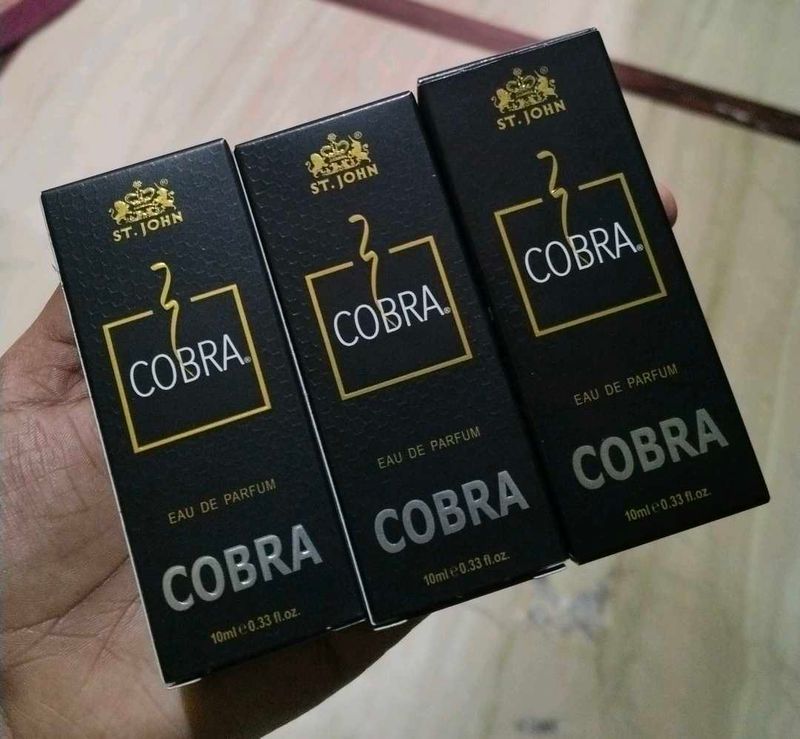 ST. JOHN
COBRA®
EAU DE PARFUM
COBRA
10ml e 0.33 fl.oz.
ST. JOHN
COBRA®
EAU DE PARFUM
COBRA
10ml e 0.33 fl.oz.
ST. JOHN
COBRA®
EAU DE PARFUM
COBRA
10ml e 0.33 fl.oz.